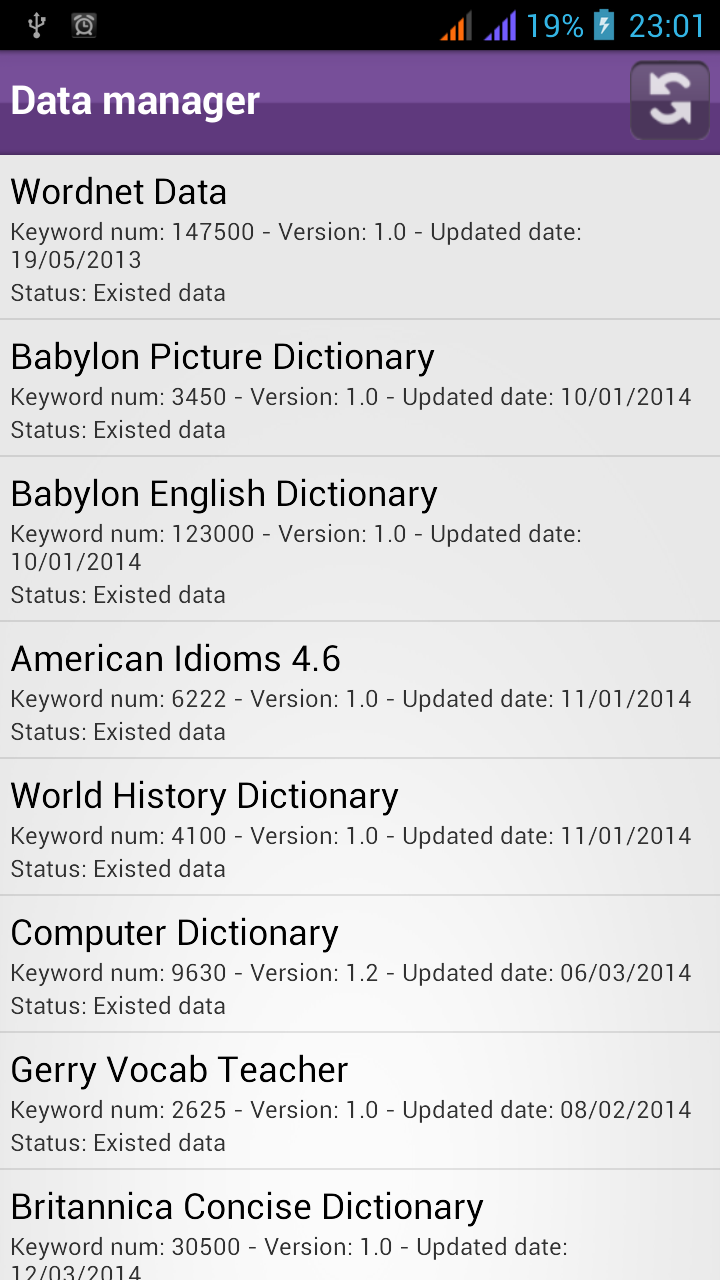 19% 23:01
Data manager
Wordnet Data
Keyword num: 147500 - Version: 1.0 - Updated date:
19/05/2013
Status: Existed data
Babylon Picture Dictionary
Keyword num: 3450 - Version: 1.0 - Updated date: 10/01/2014
Status: Existed data
Babylon English Dictionary
Keyword num: 123000 - Version: 1.0 - Updated date:
10/01/2014
Status: Existed data
American Idioms 4.6
Keyword num: 6222 - Version: 1.0 - Updated date: 11/01/2014
Status: Existed data
World History Dictionary
Keyword num: 4100 - Version: 1.0 - Updated date: 11/01/2014
Status: Existed data
Computer Dictionary
Keyword num: 9630 - Version: 1.2 - Updated date: 06/03/2014
Status: Existed data
Gerry Vocab Teacher
Keyword num: 2625 - Version: 1.0 - Updated date: 08/02/2014
Status: Existed data
Britannica Concise Dictionary
Keyword num: 30500 - Version: 1.0 - Updated date:
12/03/2014